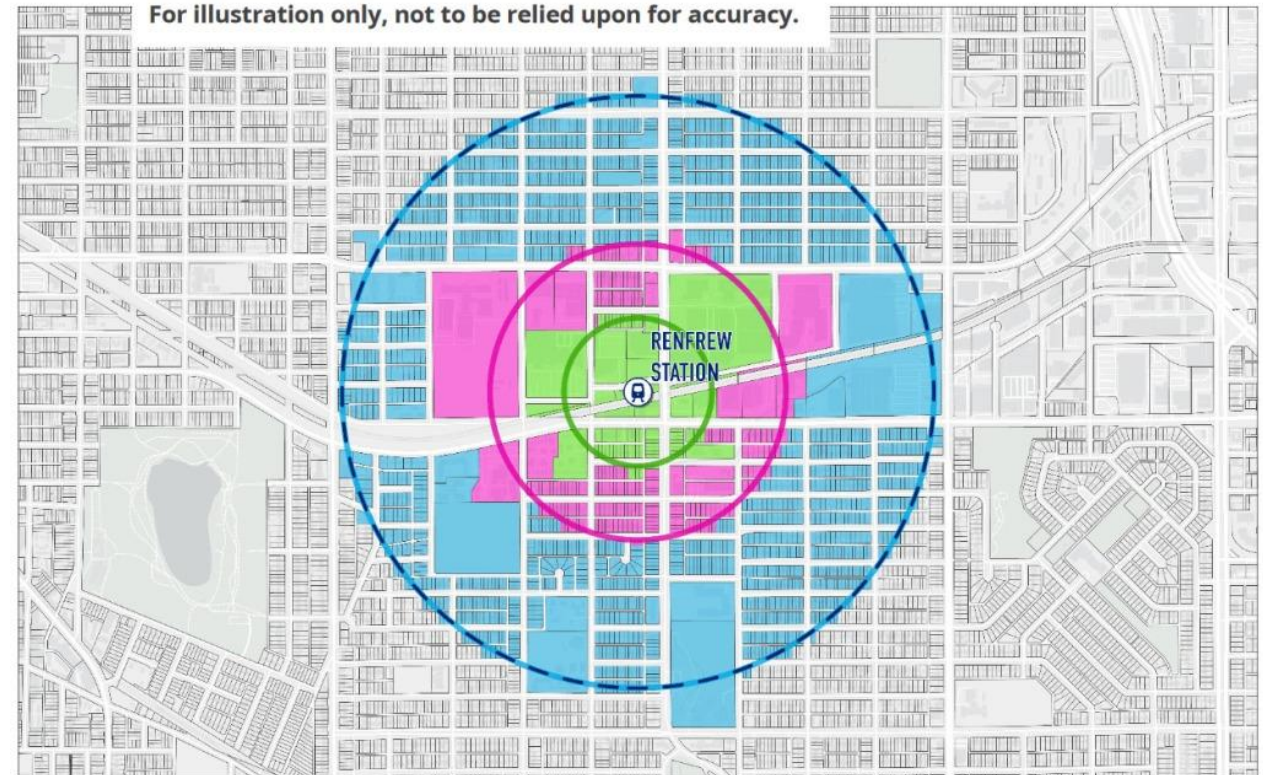 For illustration only, not to be relied upon for accuracy.
RENFREW
STATION